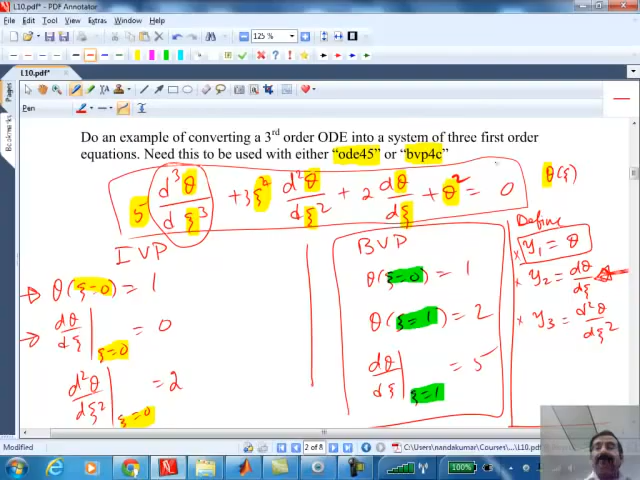 L10.pdf* - PDF Annotator
File Edit Tool View Extras Window Help
125 %
L10.pdf* ×
Pages
Bookmarks
Pen
Do an example of converting a 3rd order ODE into a system of three first order
equations. Need this to be used with either "ode45" or "bvp4c"
5 d³θ/dξ³ + 3ξ⁴ d²θ/dξ² + 2 dθ/dξ + θ² = 0
θ(ξ)
IVP
θ(ξ=0) = 1
dθ/dξ |ξ=0 = 0
d²θ/dξ² |ξ=0 = 2
BVP
θ(ξ=0) = 1
θ(ξ=1) = 2
dθ/dξ |ξ=1 = 5
Define
× y₁ = θ
× y₂ = dθ/dξ
× y₃ = d²θ/dξ²
Modified
2 of 8
C:\Users\nandakumar\Courses\...\L10.pdf
100%